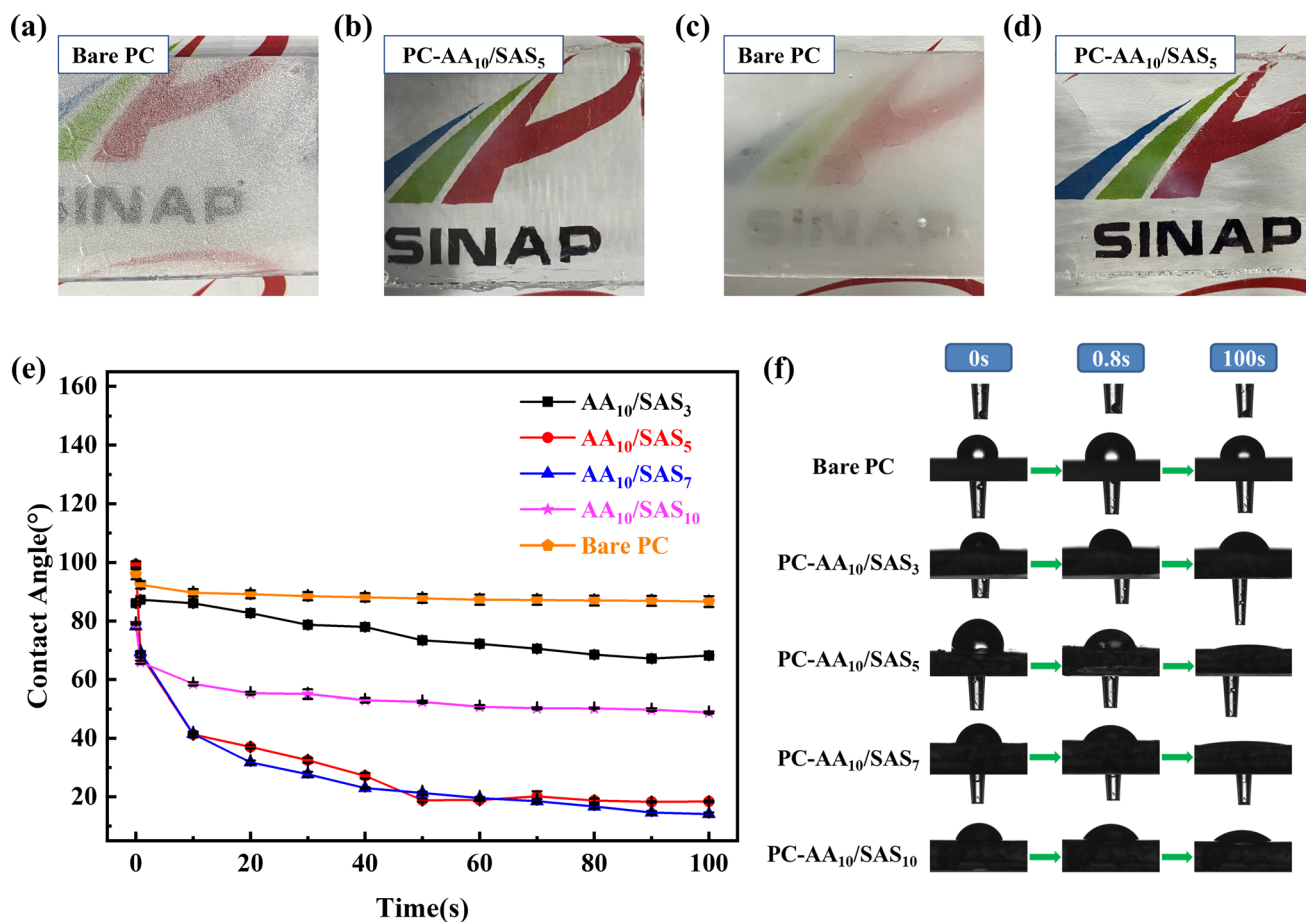 (a)
Bare PC
SINAP
(b)
PC-AA₁₀/SAS₅
SINAP
(c)
Bare PC
SINAP
(d)
PC-AA₁₀/SAS₅
SINAP
(e)
Contact Angle(°)
160
140
120
100
80
60
40
20
0
20
40
60
80
100
Time(s)
AA₁₀/SAS₃
AA₁₀/SAS₅
AA₁₀/SAS₇
AA₁₀/SAS₁₀
Bare PC
(f)
0s
0.8s
100s
Bare PC
PC-AA₁₀/SAS₃
PC-AA₁₀/SAS₅
PC-AA₁₀/SAS₇
PC-AA₁₀/SAS₁₀